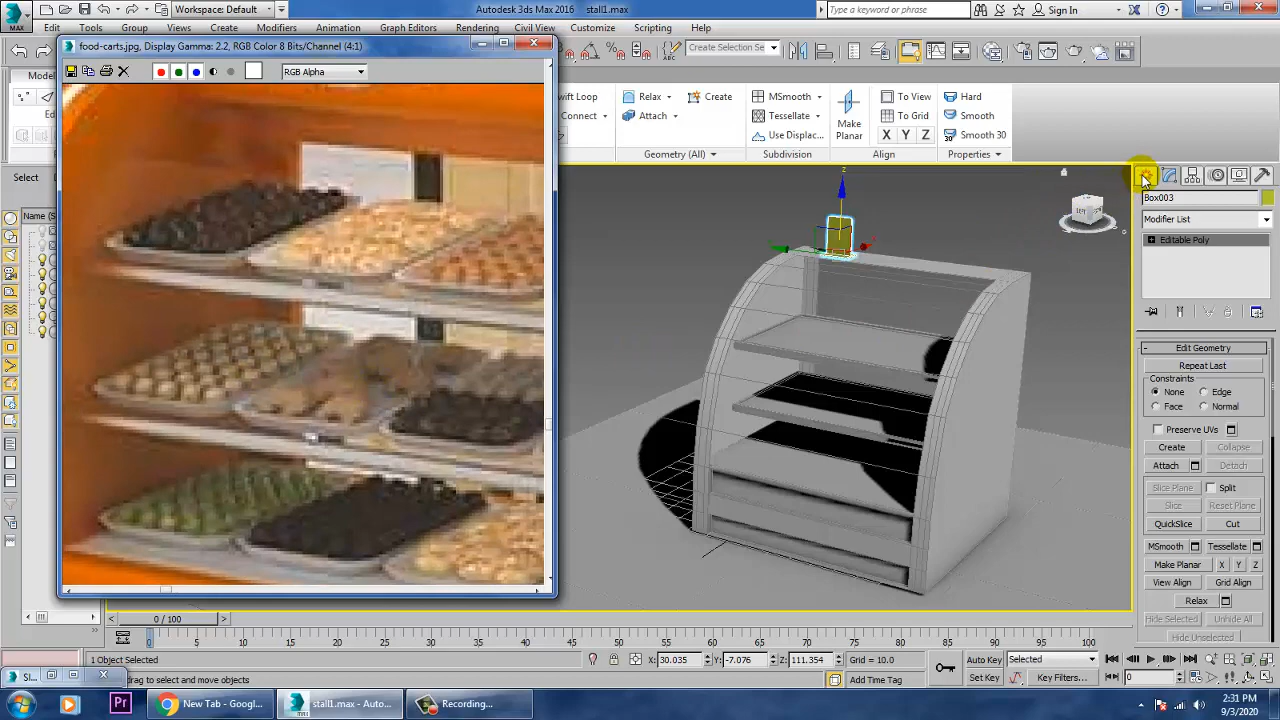 MAX
Workspace: Default
Autodesk 3ds Max 2016
stall1.max
Type a keyword or phrase
Sign In
Edit
Tools
Group
Views
Create
Modifiers
Animation
Graph Editors
Rendering
Civil View
Customize
Scripting
Help
food-carts.jpg, Display Gamma: 2.2, RGB Color 8 Bits/Channel (4:1)
Create Selection Se
RGB Alpha
Swift Loop
Relax
Create
MSmooth
To View
Hard
Connect
Attach
Tessellate
Make
Planar
To Grid
Smooth
Use Displac...
X Y Z
Smooth 30
Geometry (All)
Subdivision
Align
Properties
Select
Name (S
Box003
Modifier List
Editable Poly
Edit Geometry
Repeat Last
Constraints
None
Edge
Face
Normal
Preserve UVs
Create
Collapse
Attach
Detach
Slice Plane
Split
Slice
Reset Plane
QuickSlice
Cut
MSmooth
Tessellate
Make Planar
X Y Z
View Align
Grid Align
Relax
Hide Selected
Unhide All
Hide Unselected
0 / 100
0 5 10 15 20 25 30 35 40 45 50 55 60 65 70 75 80 85 90 95 100
1 Object Selected
X: 30.035
Y: -7.076
Z: 111.354
Grid = 10.0
Auto Key
Selected
drag to select and move objects
Add Time Tag
Set Key
Key Filters...
0
New Tab - Google...
stall1.max - Auto...
Recording...
2:31 PM
9/3/2020